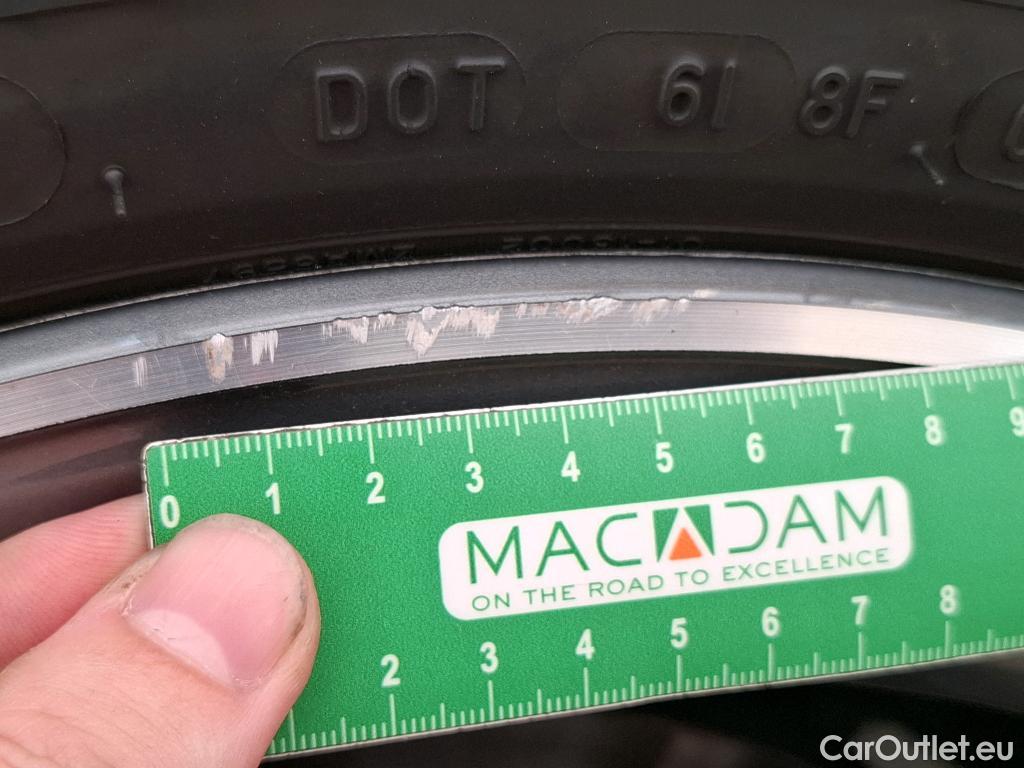 DOT 61 8F
0 1 2 3 4 5 6 7 8 9
MACADAM
ON THE ROAD TO EXCELLENCE
2 3 4 5 6 7 8
CarOutlet.eu